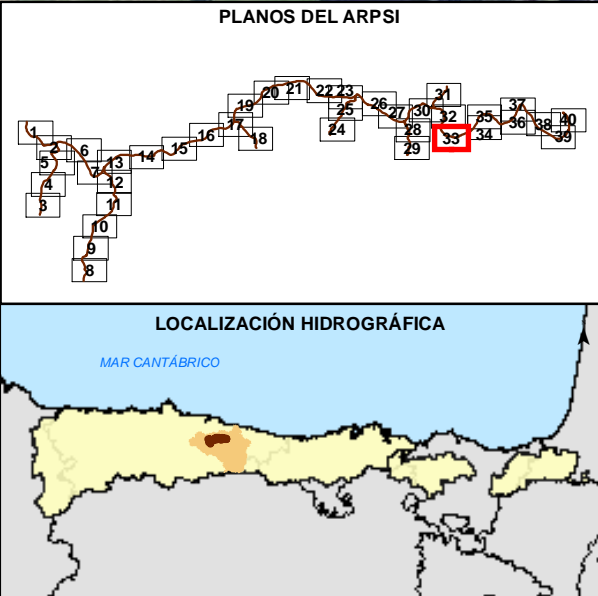 PLANOS DEL ARPSI
31
20 21 22 23 26 30 37
19 25 27 32 35 40
1 16 17 18 24 28 33 34 36 38 39
2 6 13 14 15 29
5 7 12
4 11
3 10
9
8
LOCALIZACIÓN HIDROGRÁFICA
MAR CANTÁBRICO